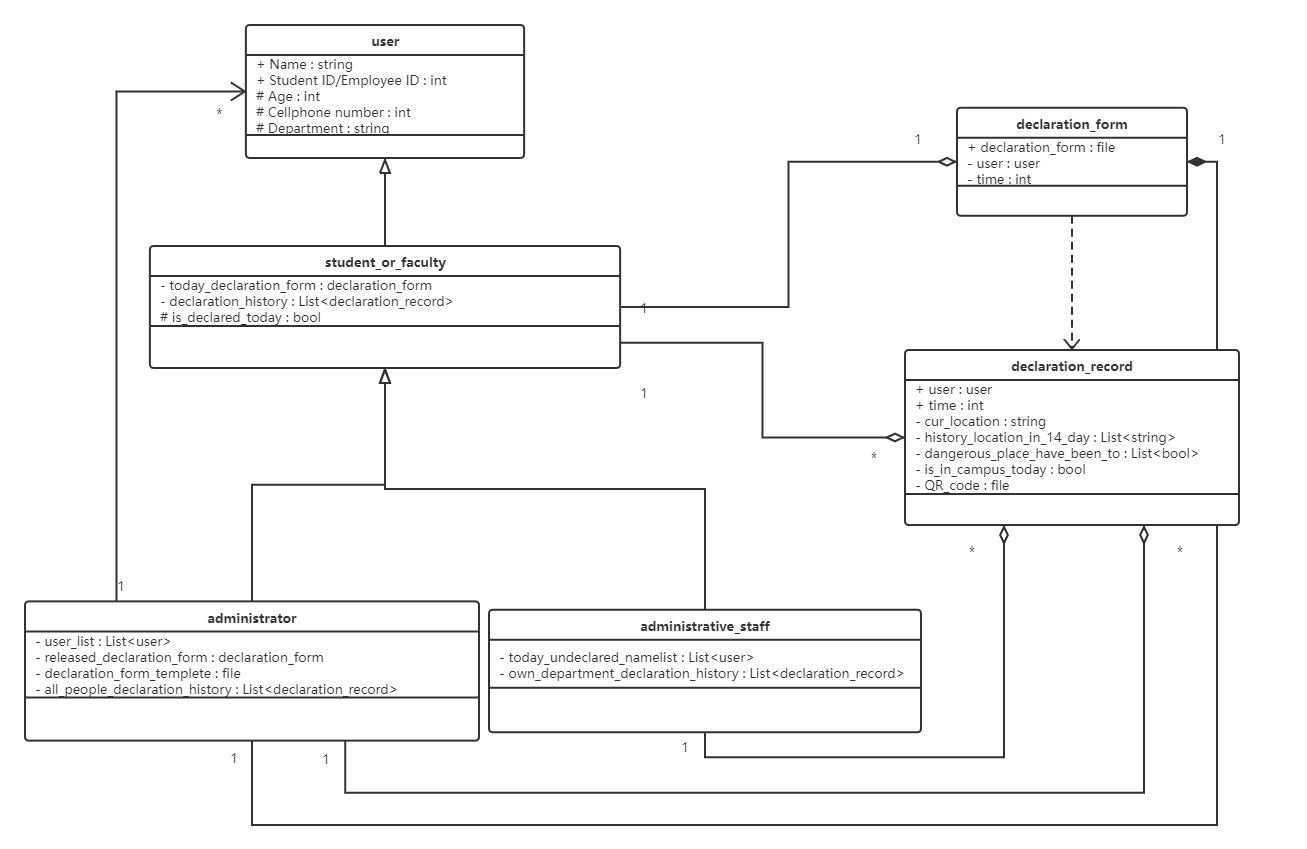 user
+ Name : string
+ Student ID/Employee ID : int
# Age : int
# Cellphone number : int
# Department : string
*
declaration_form
+ declaration_form : file
- user : user
- time : int
1
1
student_or_faculty
- today_declaration_form : declaration_form
- declaration_history : List<declaration_record>
# is_declared_today : bool
1
1
declaration_record
+ user : user
+ time : int
- cur_location : string
- history_location_in_14_day : List<string>
- dangerous_place_have_been_to : List<bool>
- is_in_campus_today : bool
- QR_code : file
*
*
*
1
administrator
- user_list : List<user>
- released_declaration_form : declaration_form
- declaration_form_templete : file
- all_people_declaration_history : List<declaration_record>
administrative_staff
- today_undeclared_namelist : List<user>
- own_department_declaration_history : List<declaration_record>
1
1
1